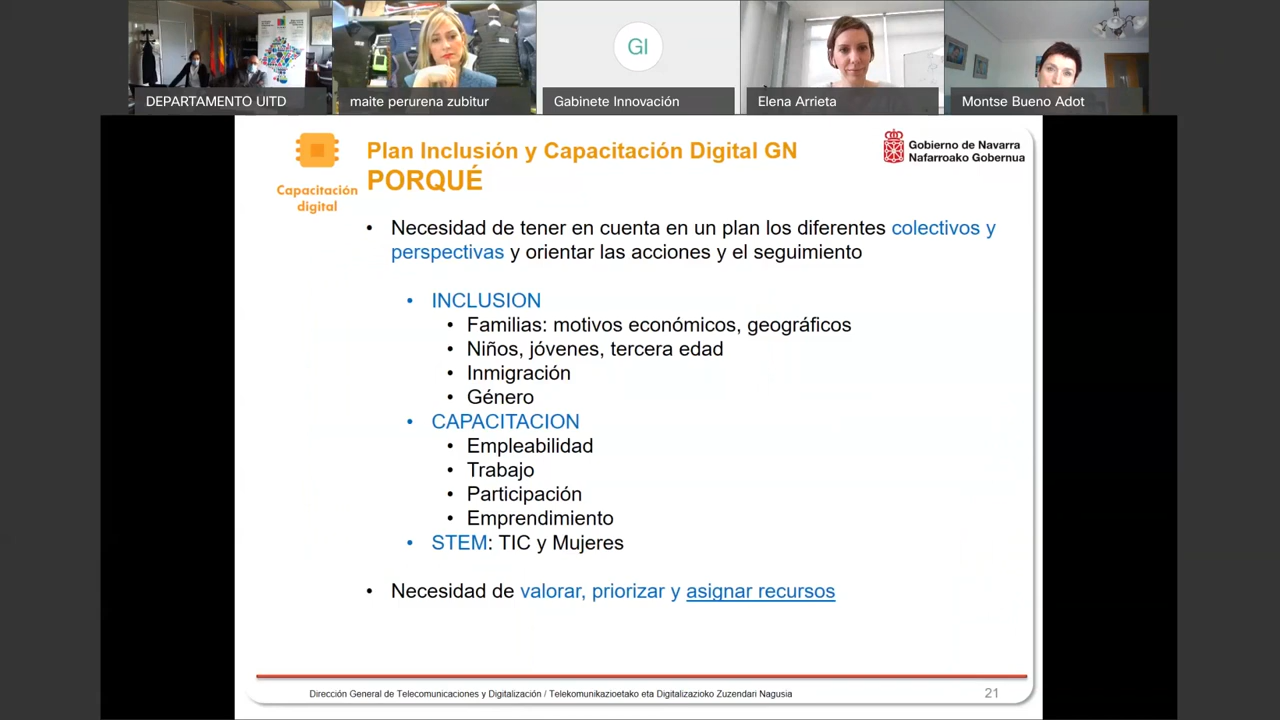 GI
DEPARTAMENTO UITD
maite perurena zubitur
Gabinete Innovación
Elena Arrieta
Montse Bueno Adot
Capacitación
digital
Plan Inclusión y Capacitación Digital GN
PORQUÉ
Gobierno de Navarra
Nafarroako Gobernua
• Necesidad de tener en cuenta en un plan los diferentes colectivos y
perspectivas y orientar las acciones y el seguimiento
• INCLUSION
• Familias: motivos económicos, geográficos
• Niños, jóvenes, tercera edad
• Inmigración
• Género
• CAPACITACION
• Empleabilidad
• Trabajo
• Participación
• Emprendimiento
• STEM: TIC y Mujeres
• Necesidad de valorar, priorizar y asignar recursos
Dirección General de Telecomunicaciones y Digitalización / Telekomunikazioetako eta Digitalizazioko Zuzendari Nagusia
21